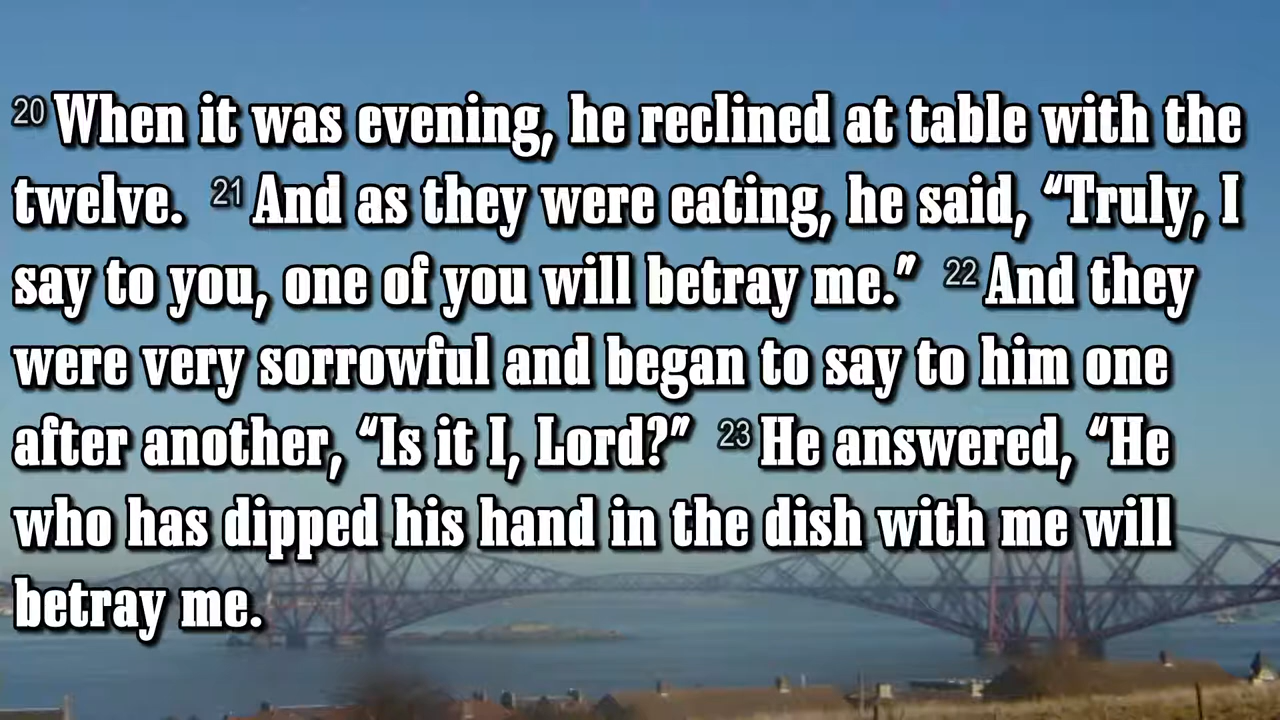 20 When it was evening, he reclined at table with the
twelve. 21 And as they were eating, he said, “Truly, I
say to you, one of you will betray me.” 22 And they
were very sorrowful and began to say to him one
after another, “Is it I, Lord?” 23 He answered, “He
who has dipped his hand in the dish with me will
betray me.